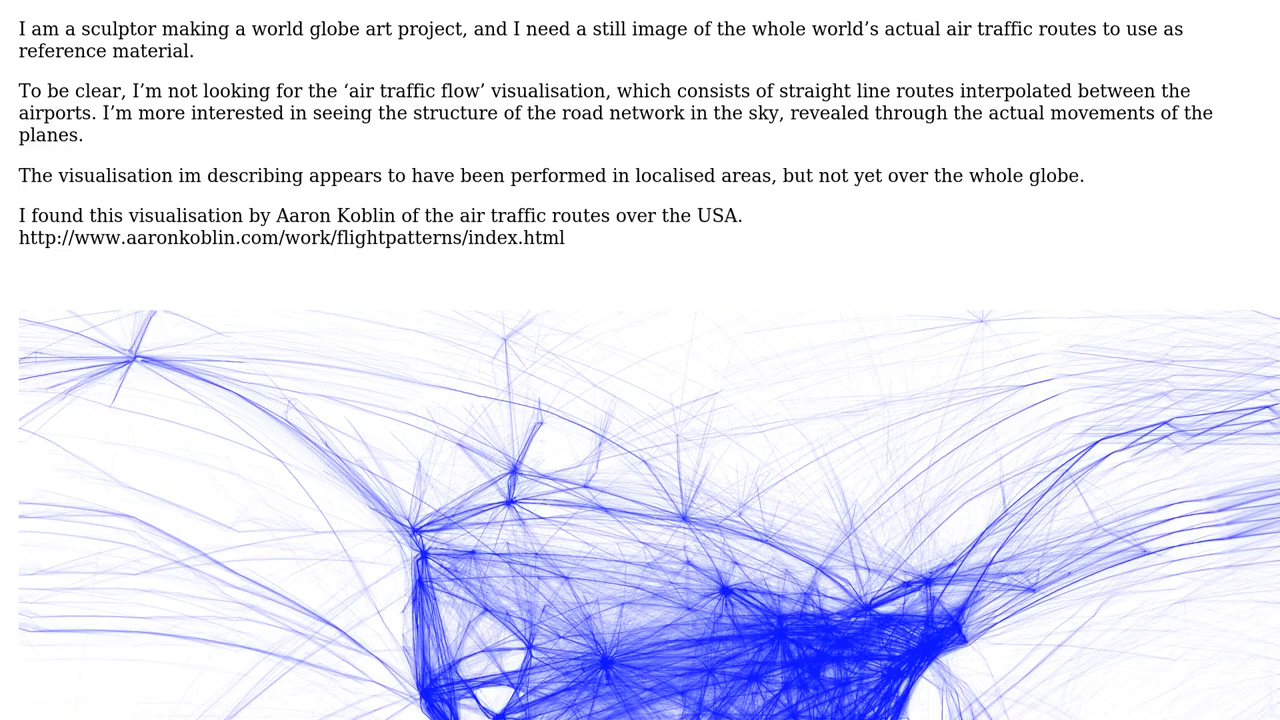 I am a sculptor making a world globe art project, and I need a still image of the whole world’s actual air traffic routes to use as
reference material.
To be clear, I’m not looking for the ‘air traffic flow’ visualisation, which consists of straight line routes interpolated between the
airports. I’m more interested in seeing the structure of the road network in the sky, revealed through the actual movements of the
planes.
The visualisation im describing appears to have been performed in localised areas, but not yet over the whole globe.
I found this visualisation by Aaron Koblin of the air traffic routes over the USA.
http://www.aaronkoblin.com/work/flightpatterns/index.html